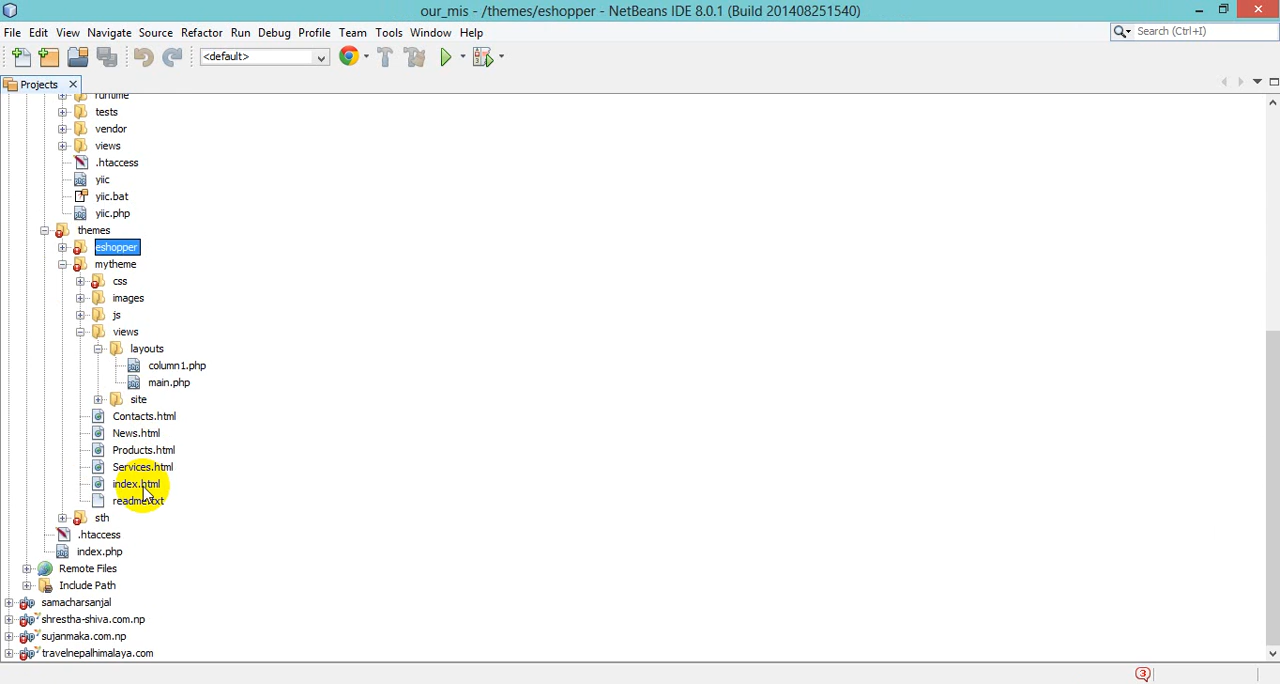 our_mis - /themes/eshopper - NetBeans IDE 8.0.1 (Build 201408251540)
File Edit View Navigate Source Refactor Run Debug Profile Team Tools Window Help
Search (Ctrl+I)
<default>
Projects
runtime
tests
vendor
views
.htaccess
yiic
yiic.bat
yiic.php
themes
eshopper
mytheme
css
images
js
views
layouts
column1.php
main.php
site
Contacts.html
News.html
Products.html
Services.html
index.html
readme.txt
sth
.htaccess
index.php
Remote Files
Include Path
samacharsanjal
shrestha-shiva.com.np
sujanmaka.com.np
travelnepalhimalaya.com
3